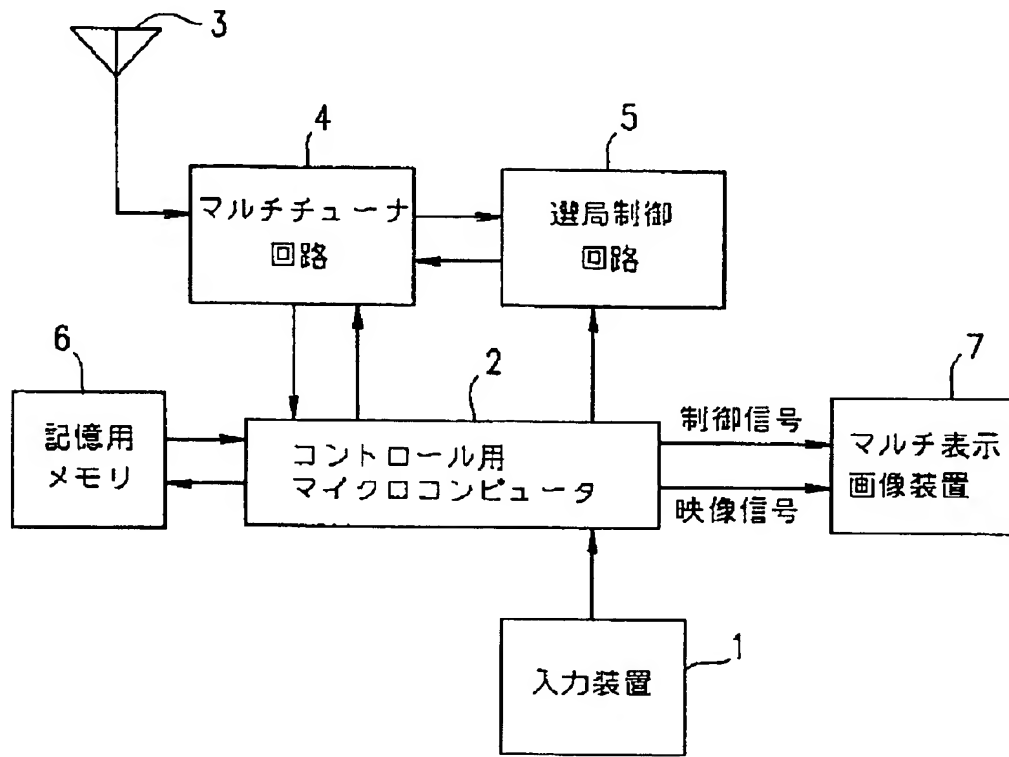 3
4
マルチチューナ
回路
5
選局制御
回路
6
記憶用
メモリ
2
コントロール用
マイクロコンピュータ
制御信号
映像信号
7
マルチ表示
画像装置
1
入力装置